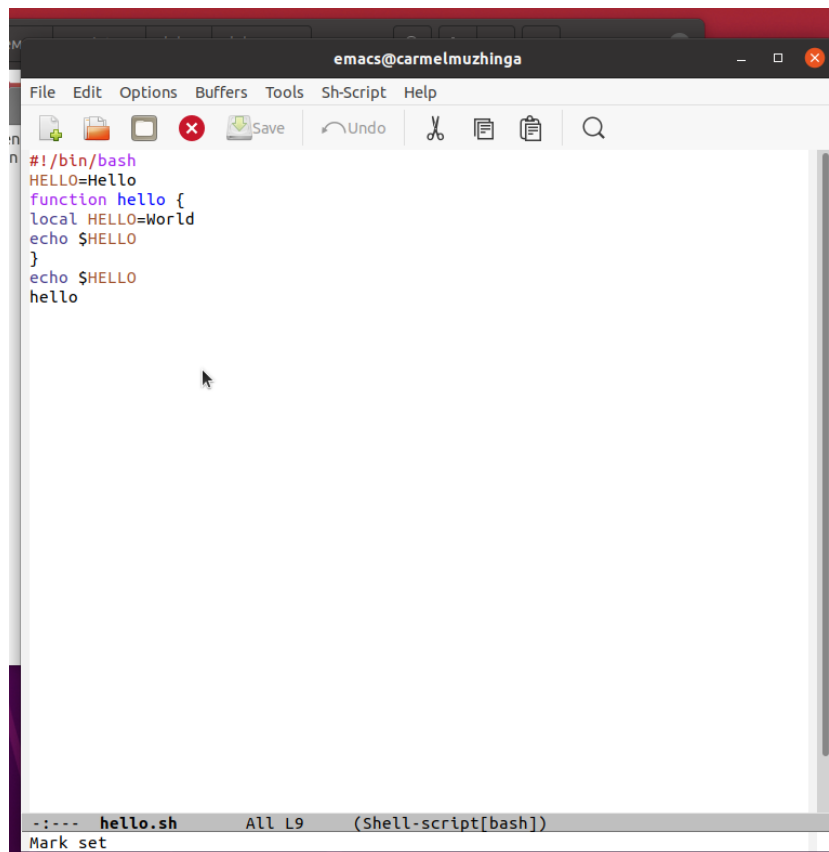 emacs@carmelmuzhinga
File Edit Options Buffers Tools Sh-Script Help
Save Undo
#!/bin/bash
HELLO=Hello
function hello {
local HELLO=World
echo $HELLO
}
echo $HELLO
hello
-:--- hello.sh All L9 (Shell-script[bash])
Mark set